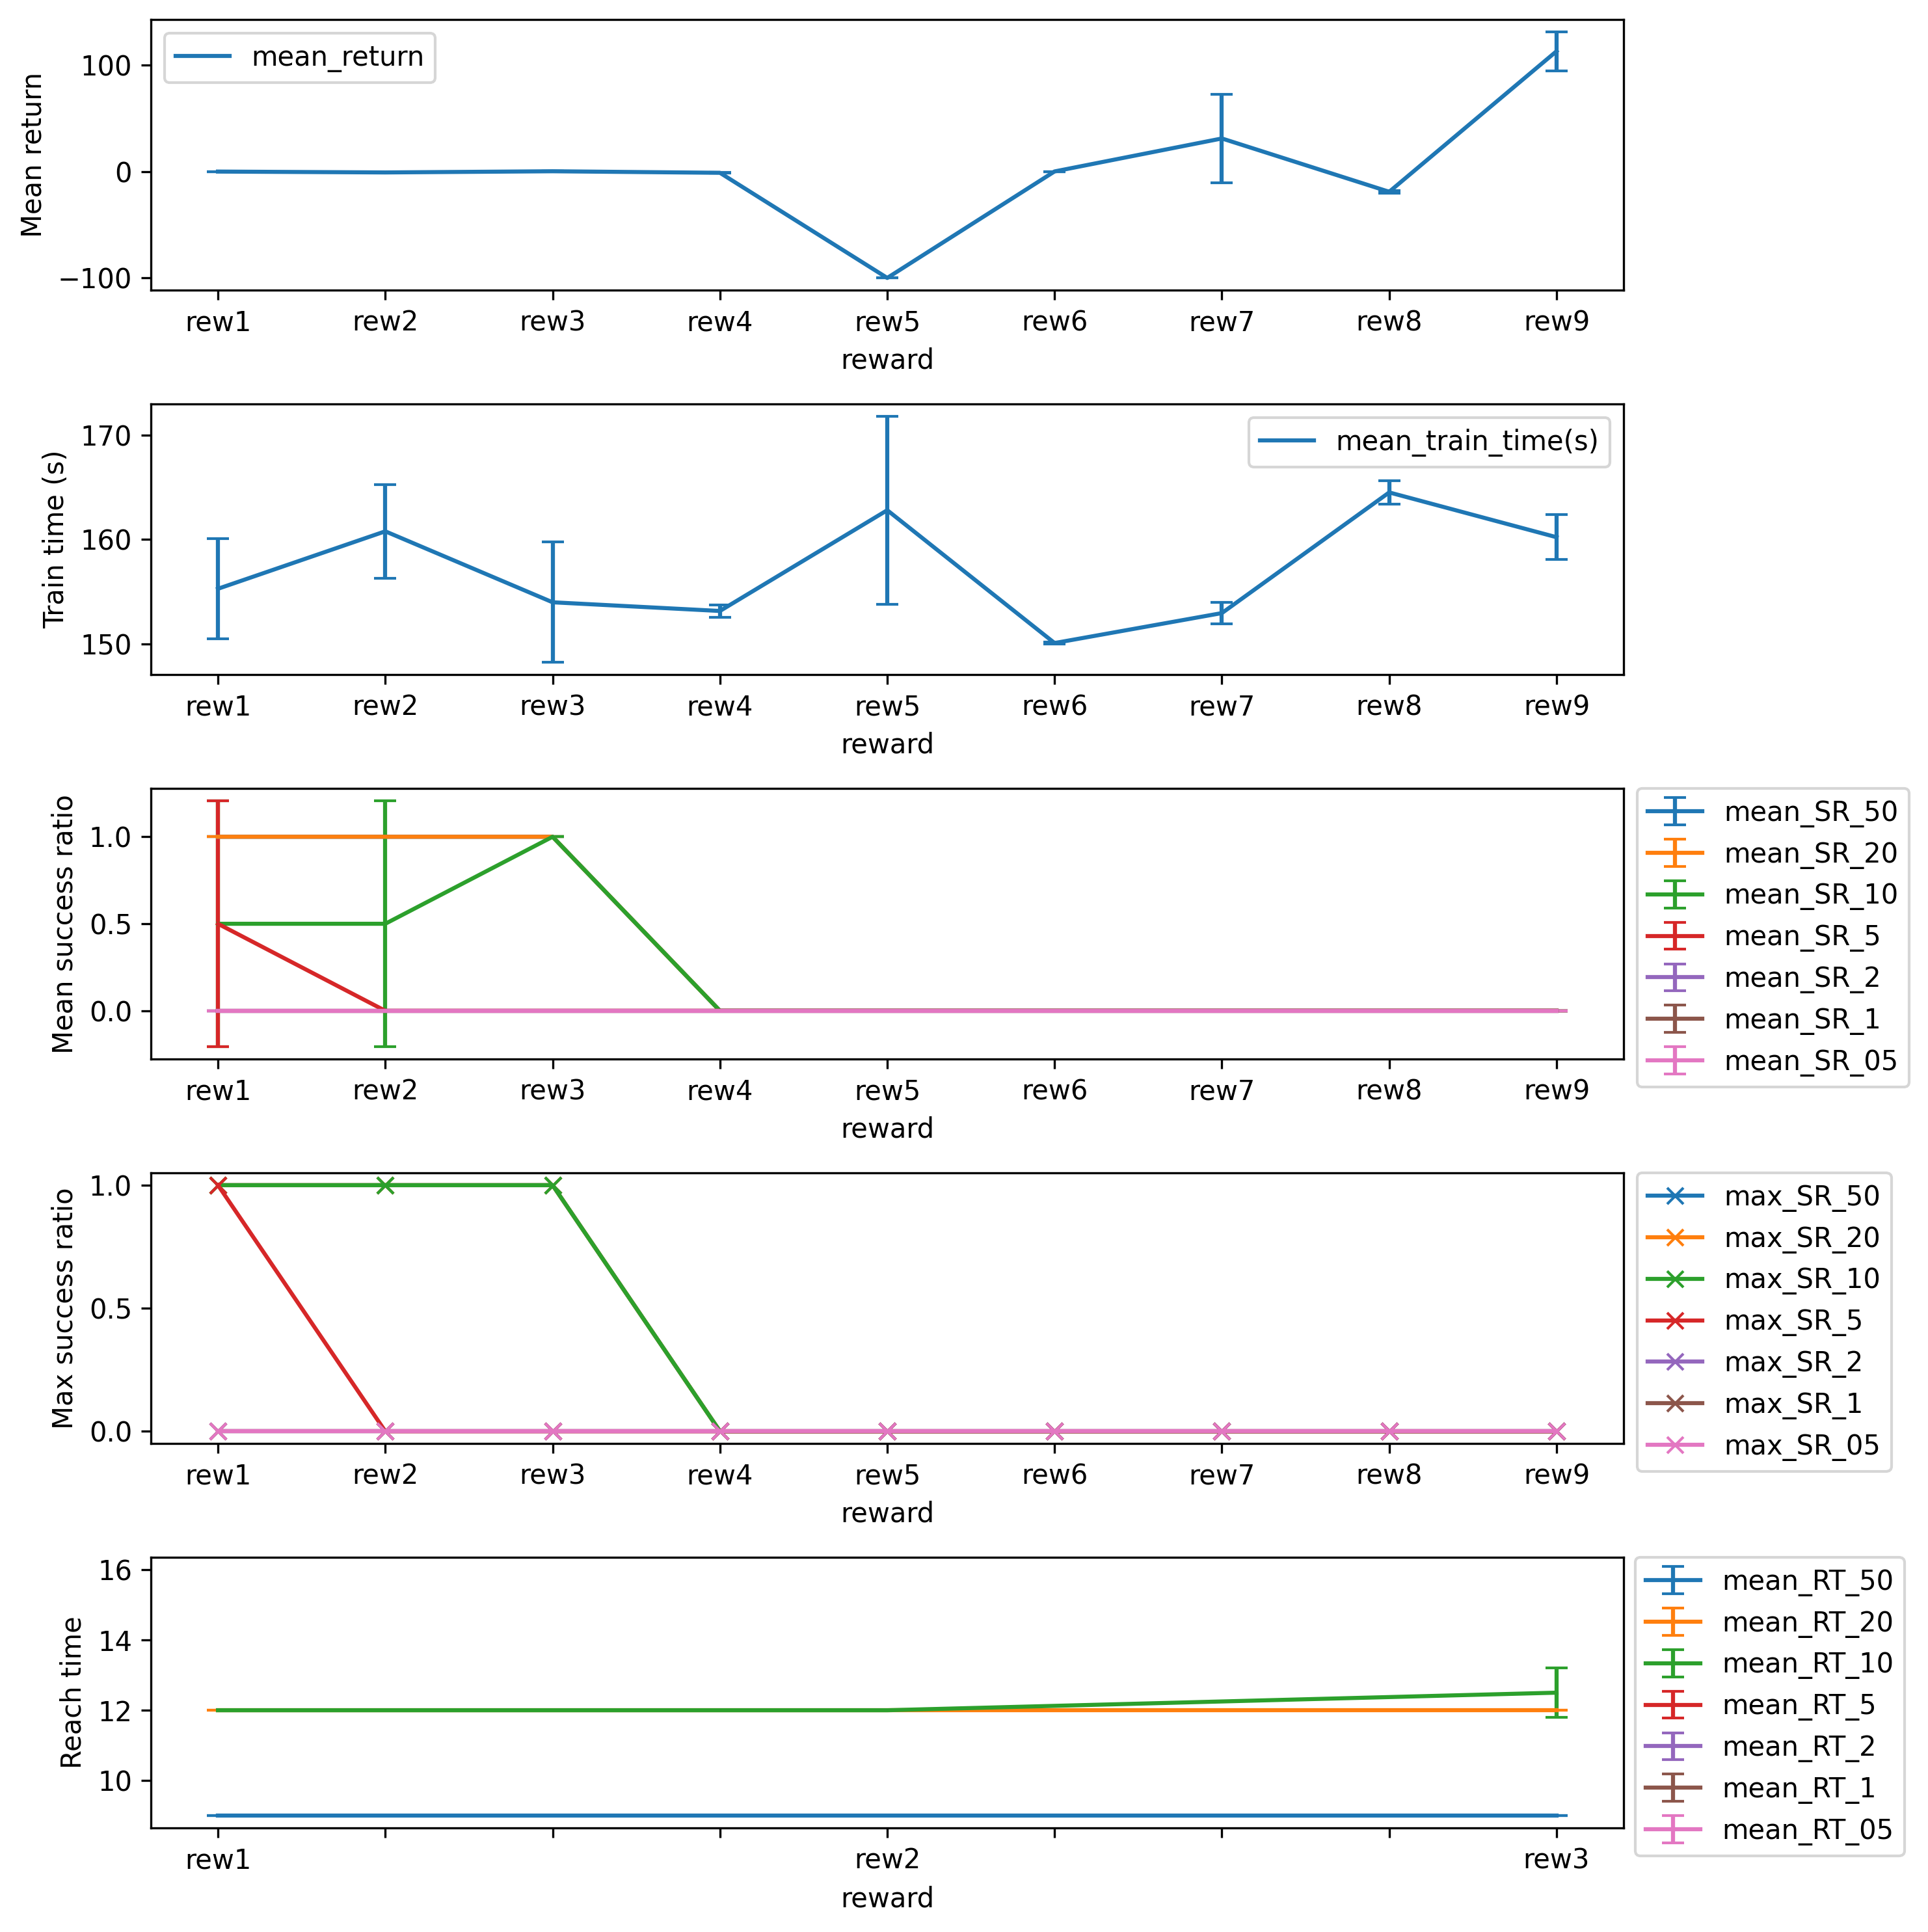 mean_return
Mean return
100
0
−100
rew1 rew2 rew3 rew4 rew5 rew6 rew7 rew8 rew9
reward
mean_train_time(s)
Train time (s)
170
160
150
rew1 rew2 rew3 rew4 rew5 rew6 rew7 rew8 rew9
reward
Mean success ratio
1.0
0.5
0.0
rew1 rew2 rew3 rew4 rew5 rew6 rew7 rew8 rew9
reward
mean_SR_50
mean_SR_20
mean_SR_10
mean_SR_5
mean_SR_2
mean_SR_1
mean_SR_05
Max success ratio
1.0
0.5
0.0
rew1 rew2 rew3 rew4 rew5 rew6 rew7 rew8 rew9
reward
max_SR_50
max_SR_20
max_SR_10
max_SR_5
max_SR_2
max_SR_1
max_SR_05
Reach time
16
14
12
10
rew1 rew2 rew3
reward
mean_RT_50
mean_RT_20
mean_RT_10
mean_RT_5
mean_RT_2
mean_RT_1
mean_RT_05